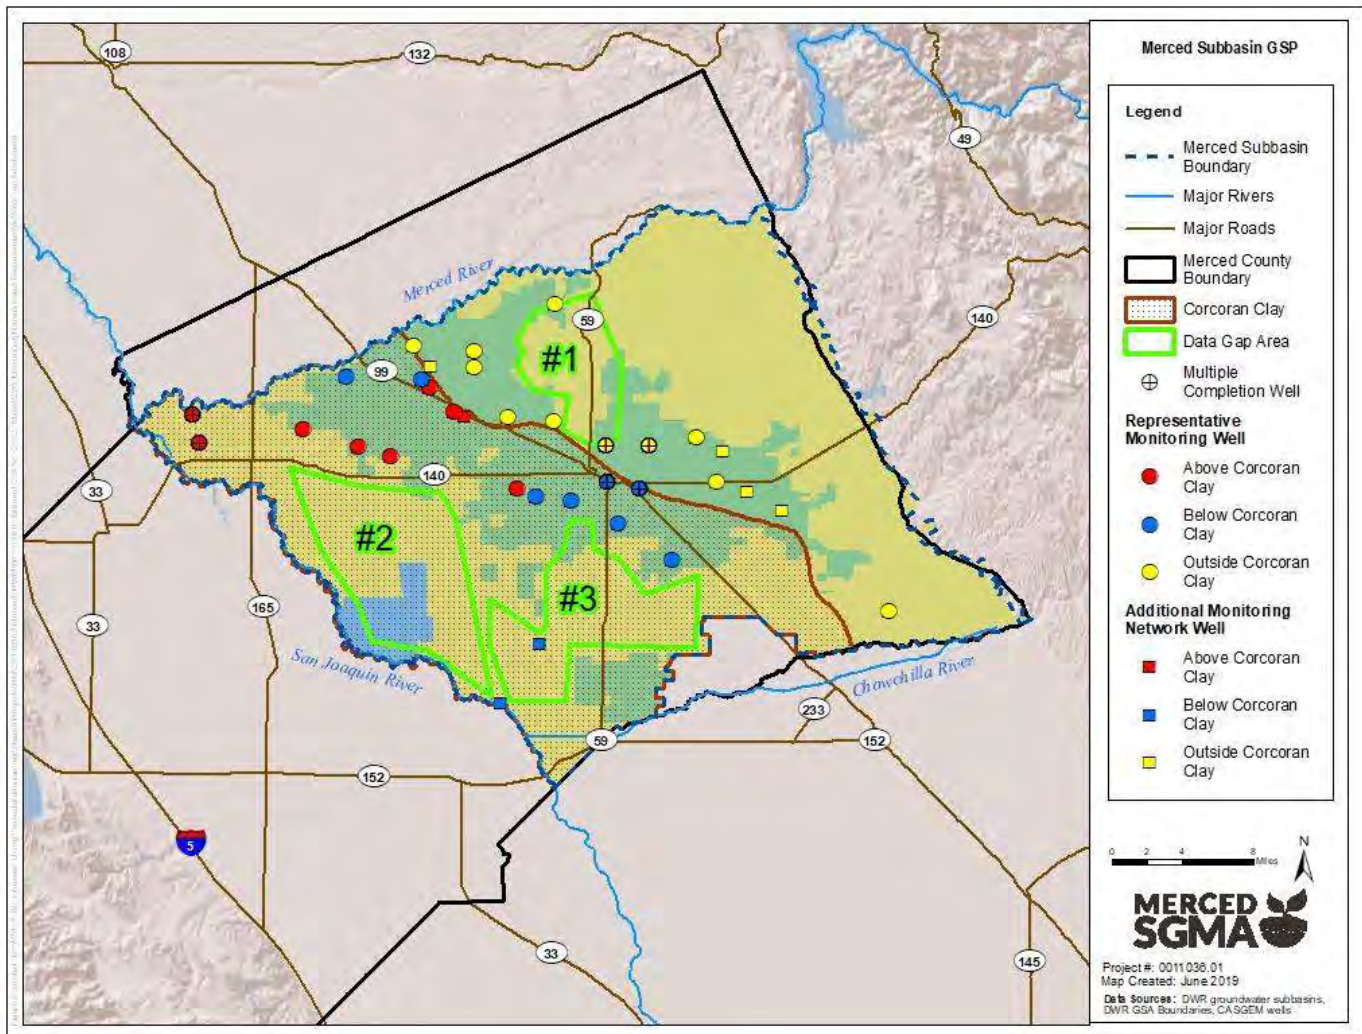 Merced Subbasin GSP
Legend
Merced Subbasin
Boundary
Major Rivers
Major Roads
Merced County
Boundary
Corcoran Clay
Data Gap Area
Multiple
Completion Well
Representative
Monitoring Well
Above Corcoran
Clay
Below Corcoran
Clay
Outside Corcoran
Clay
Additional Monitoring
Network Well
Above Corcoran
Clay
Below Corcoran
Clay
Outside Corcoran
Clay
0 2 4 8
Miles
N
MERCED
SGMA
Project #: 0011036.01
Map Created: June 2019
Data Sources: DWR groundwater subbasins,
DWR GSA Boundaries, CASGEM wells
108
132
49
Merced River
59
140
#1
99
140
33
#2
#3
165
33
San Joaquin River
Chowchilla River
233
59
152
152
5
33
145